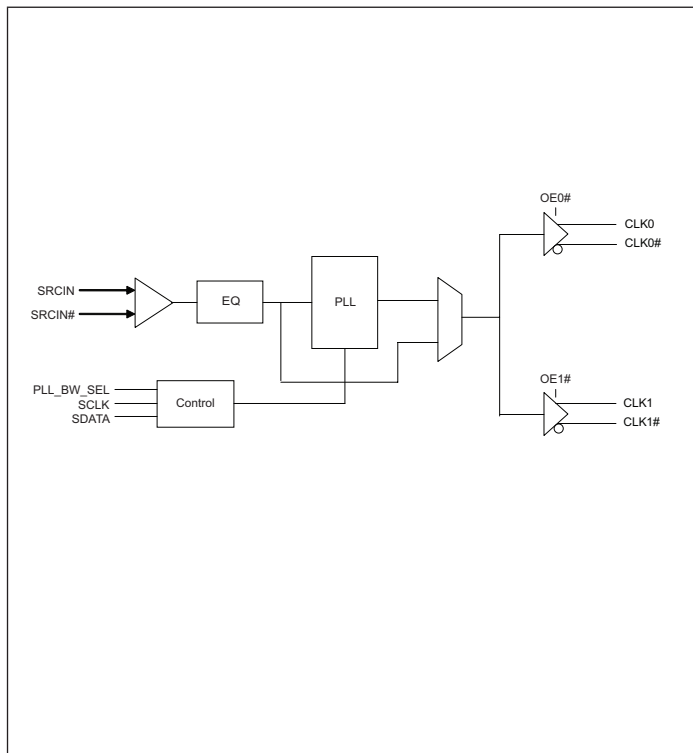 OE0#
CLK0
CLK0#
SRCIN
SRCIN#
EQ
PLL
PLL_BW_SEL
SCLK
SDATA
Control
OE1#
CLK1
CLK1#